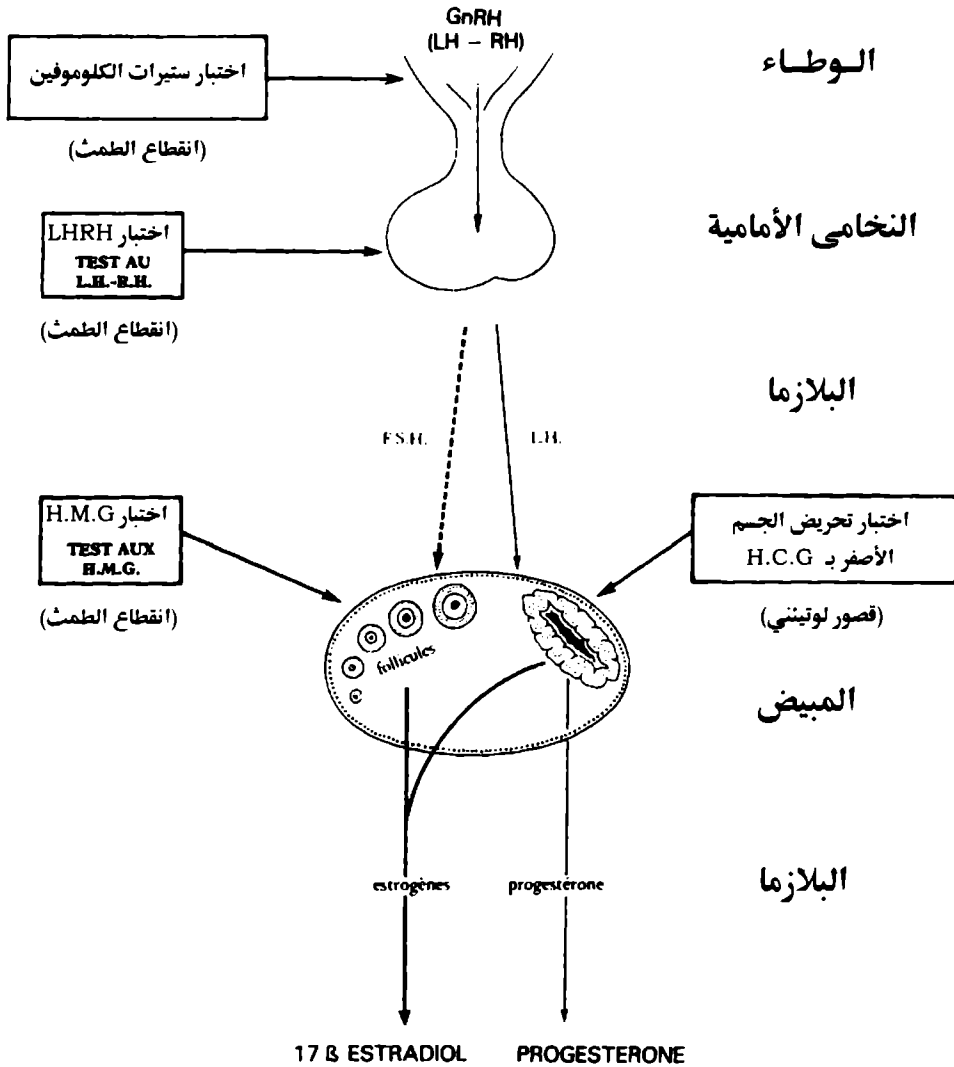 GnRH
(LH – RH)
الـوطـاء
اختبار ستيرات الكلوموفين
(انقطاع الطمث)
النخامى الأمامية
اختبار LHRH
TEST AU
L.H.-R.H.
(انقطاع الطمث)
البلازما
F.S.H.
L.H.
اختبار H.M.G
TEST AUX
H.M.G.
(انقطاع الطمث)
اختبار تحريض الجسم
الأصفر بـ H.C.G
(قصور لوتيئني)
follicules
المبيض
البلازما
estrogènes
progestérone
17 ß ESTRADIOL
PROGESTERONE